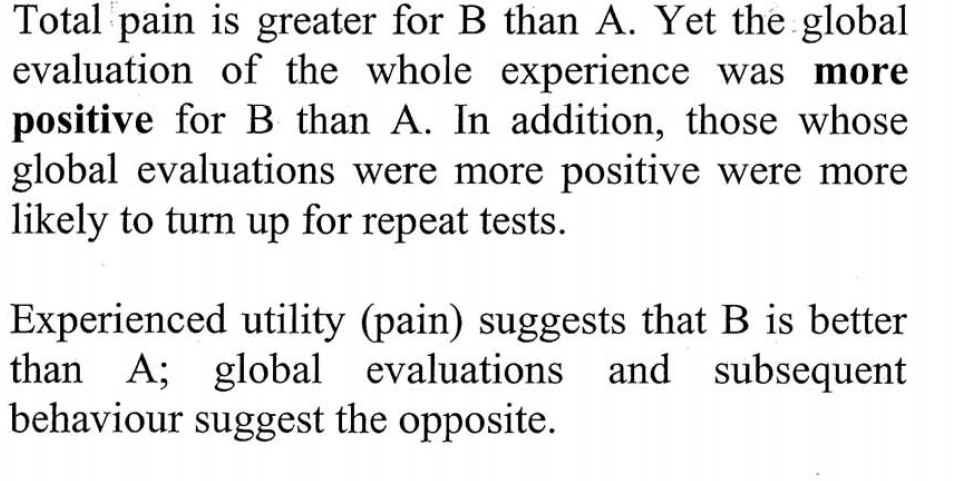 Total pain is greater for B than A. Yet the global
evaluation of the whole experience was more
positive for B than A. In addition, those whose
global evaluations were more positive were more
likely to turn up for repeat tests.
Experienced utility (pain) suggests that B is better
than A; global evaluations and subsequent
behaviour suggest the opposite.